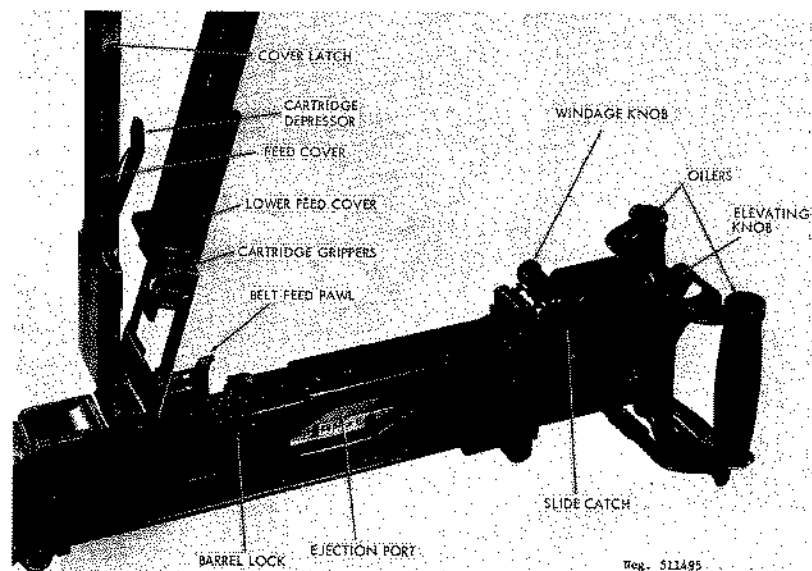 COVER LATCH
CARTRIDGE
DEPRESSOR
FEED COVER
LOWER FEED COVER
CARTRIDGE GRIPPERS
BELT FEED PAWL
WINDAGE KNOB
OILERS
ELEVATING
KNOB
SLIDE CATCH
BARREL LOCK
EJECTION PORT
Neg. 511495